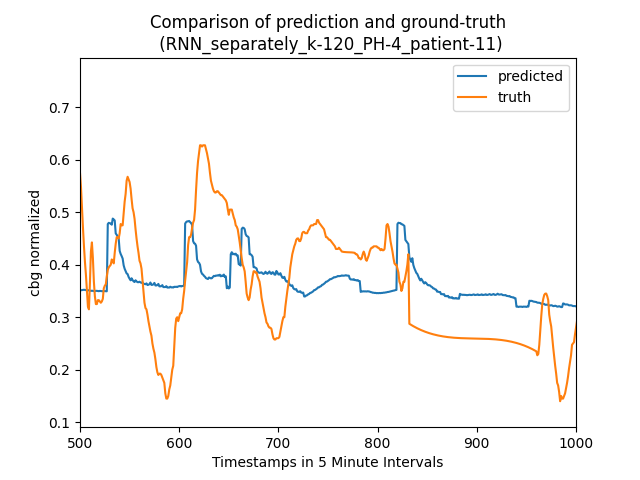 Comparison of prediction and ground-truth
(RNN_separately_k-120_PH-4_patient-11)
predicted
truth
0.7
0.6
0.5
0.4
0.3
0.2
0.1
cbg normalized
500
600
700
800
900
1000
Timestamps in 5 Minute Intervals